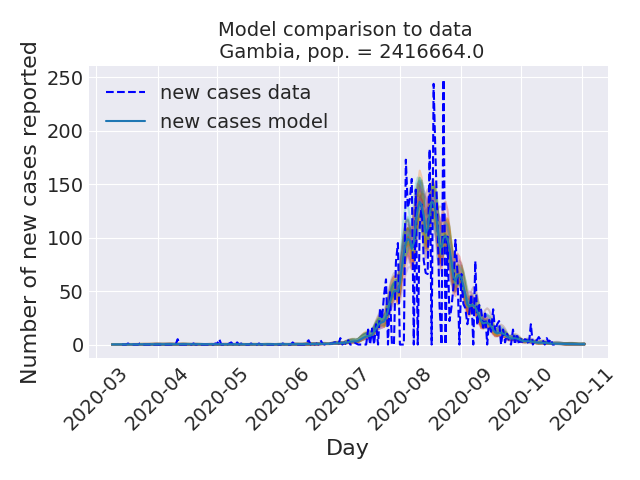 Model comparison to data
Gambia, pop. = 2416664.0
Number of new cases reported
250
200
150
100
50
0
new cases data
new cases model
2020-03
2020-04
2020-05
2020-06
2020-07
2020-08
2020-09
2020-10
2020-11
Day